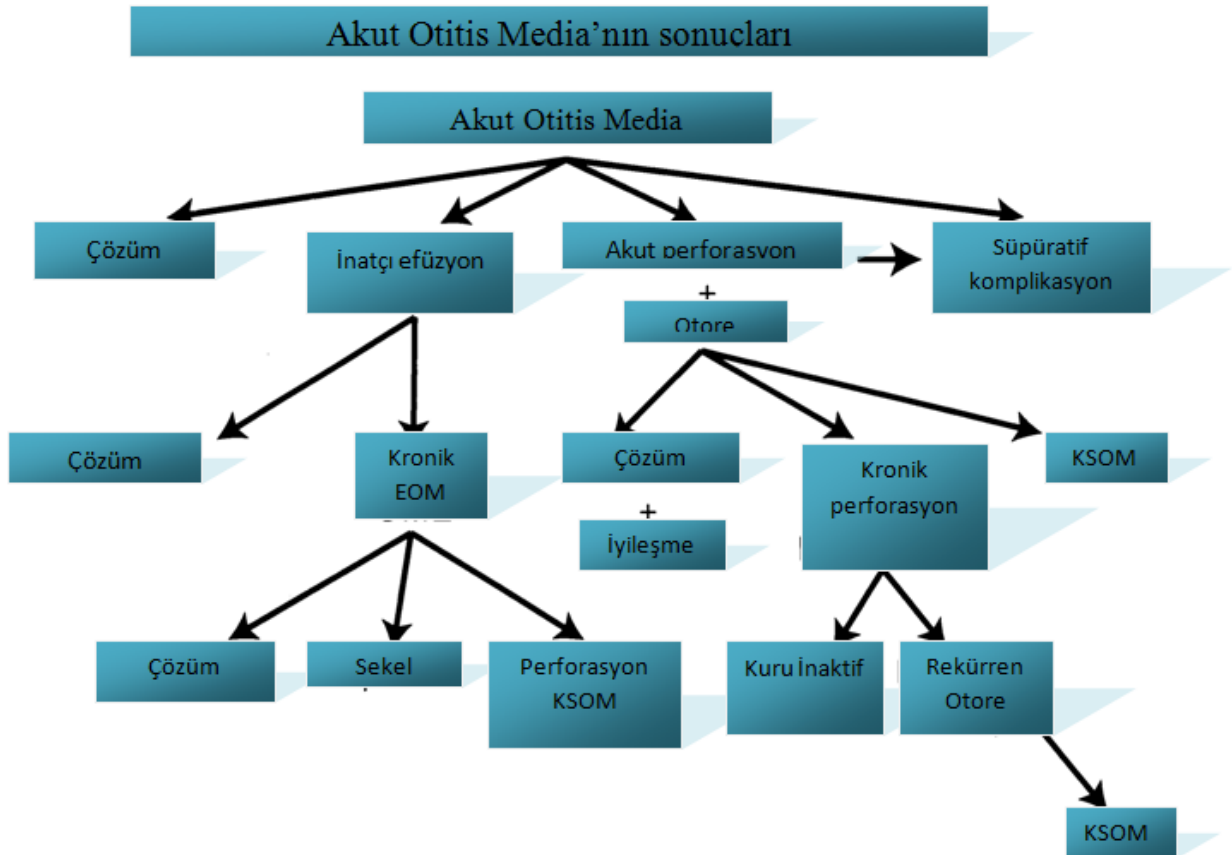 Akut Otitis Media’nın sonuçları
Akut Otitis Media
Çözüm
İnatçı efüzyon
Akut perforasyon
Süpüratif
komplikasyon
+
Otore
Çözüm
Kronik
EOM
Çözüm
Kronik
perforasyon
KSOM
+
İyileşme
Çözüm
Sekel
Perforasyon
KSOM
Kuru İnaktif
Rekürren
Otore
KSOM